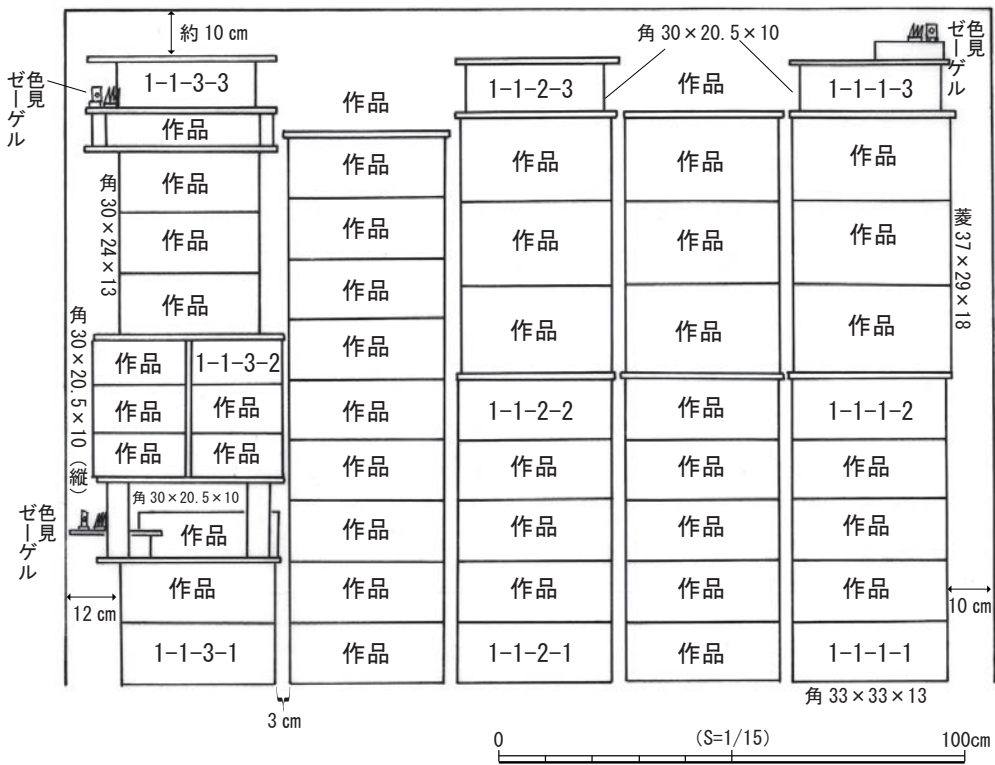 約 10 cm
角 30×20.5×10
色見
ゼーゲル
色見
ゼーゲル
1-1-3-3
作品
1-1-2-3
作品
1-1-1-3
作品
作品
作品
作品
作品
作品
角 30×24×13
作品
作品
作品
作品
作品
菱 37×29×18
作品
作品
作品
作品
作品
角 30×20.5×10 (縦)
作品
1-1-3-2
作品
作品
作品
作品
作品
1-1-2-2
作品
1-1-1-2
作品
作品
作品
作品
作品
作品
角 30×20.5×10
色見
ゼーゲル
作品
作品
作品
作品
作品
作品
作品
作品
作品
作品
12 cm
10 cm
1-1-3-1
作品
1-1-2-1
作品
1-1-1-1
角 33×33×13
3 cm
0
(S=1/15)
100cm